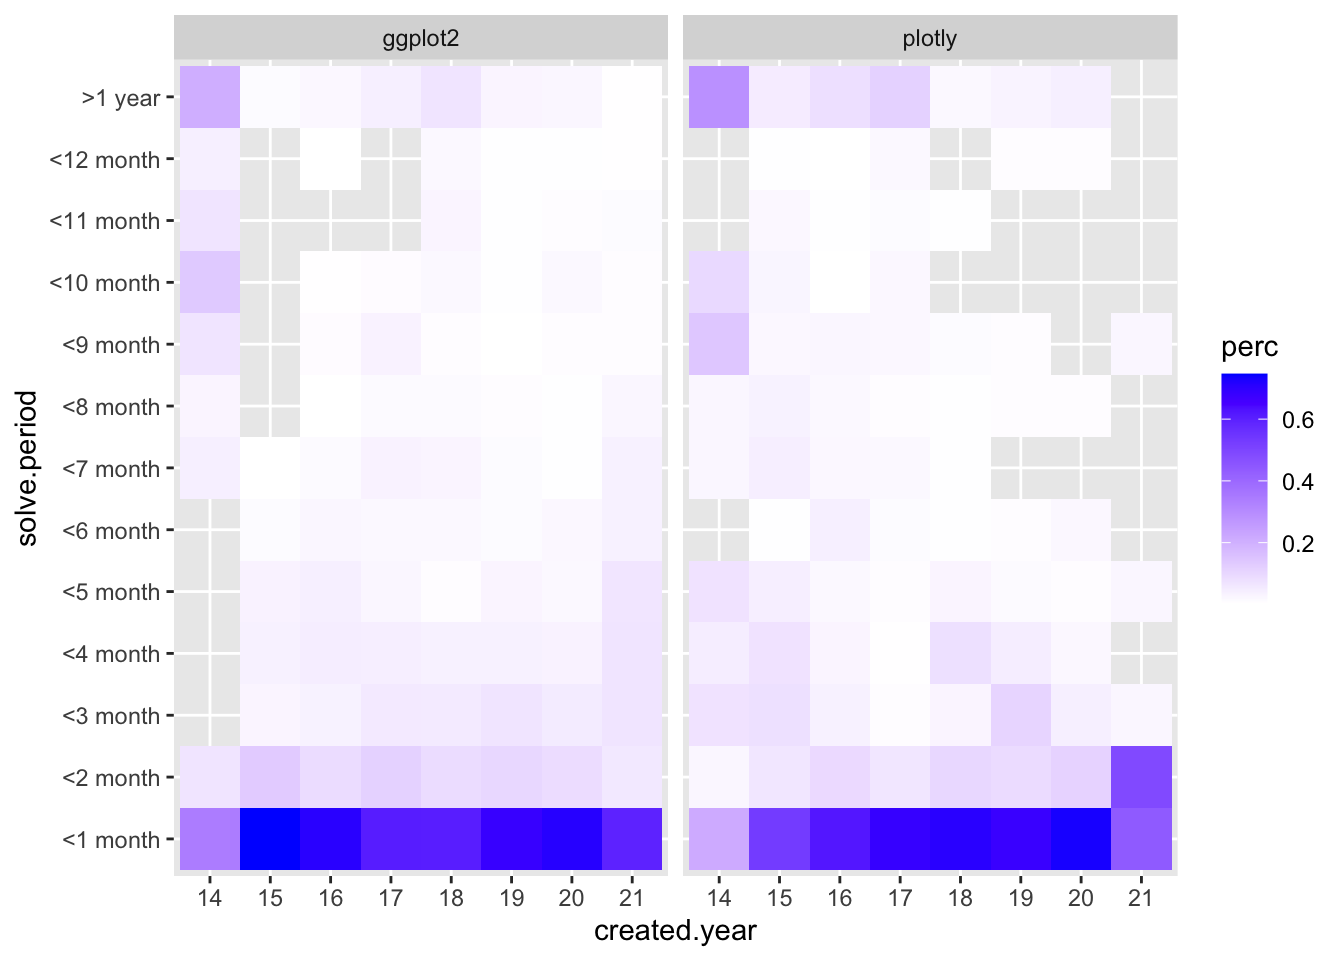 ggplot2
plotly
>1 year
<12 month
<11 month
<10 month
<9 month
<8 month
<7 month
<6 month
<5 month
<4 month
<3 month
<2 month
<1 month
solve.period
14 15 16 17 18 19 20 21
14 15 16 17 18 19 20 21
created.year
perc
0.6
0.4
0.2